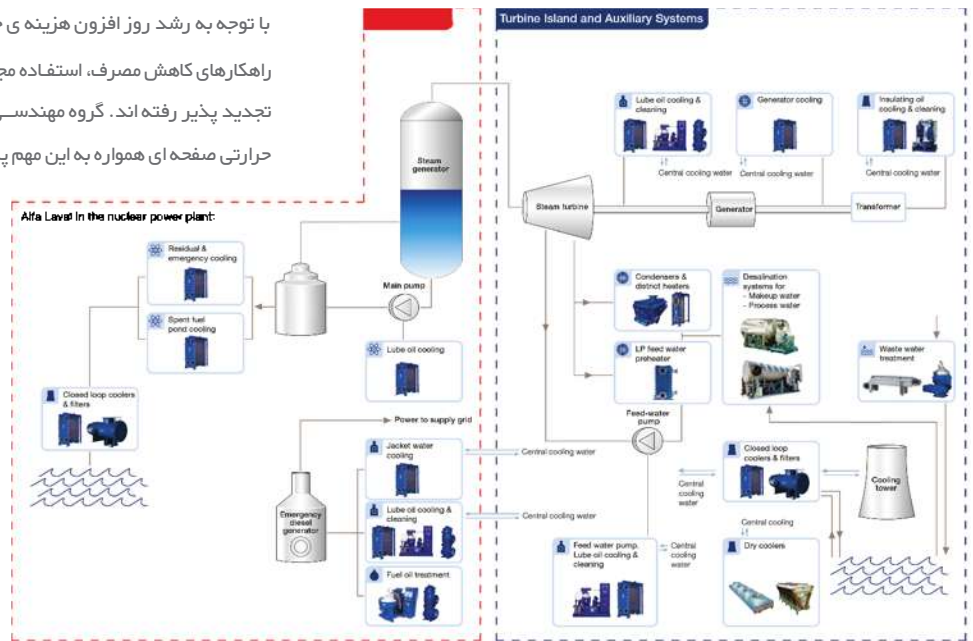 با توجه به رشد روز افزون هزینه ی
راهکارهای کاهش مصرف، استفاده
تجدید پذیر رفته اند. گروه مهندسی
حرارتی صفحه ای همواره به این مهم
Turbine Island and Auxiliary Systems
Alfa Laval in the nuclear power plant:
Residual &
emergency cooling
Spent fuel
pond cooling
Closed loop coolers
& filters
Steam
generator
Main pump
Lube oil cooling
Power to supply grid
Emergency
diesel
generator
Jacket water
cooling
Lube oil cooling &
cleaning
Fuel oil treatment
Central cooling water
Central cooling water
Lube oil cooling &
cleaning
Generator cooling
Insulating oil
cooling & cleaning
Central cooling water
Central cooling water
Central cooling water
Steam turbine
Generator
Transformer
Condensers &
district heaters
LP feed water
preheater
Desalination
systems for
- Makeup water
- Process water
Waste water
treatment
Feed-water
pump
Closed loop
coolers & filters
Central
cooling
water
Cooling
tower
Central cooling
Feed water pump.
Lube oil cooling &
cleaning
Central
cooling
water
Dry coolers